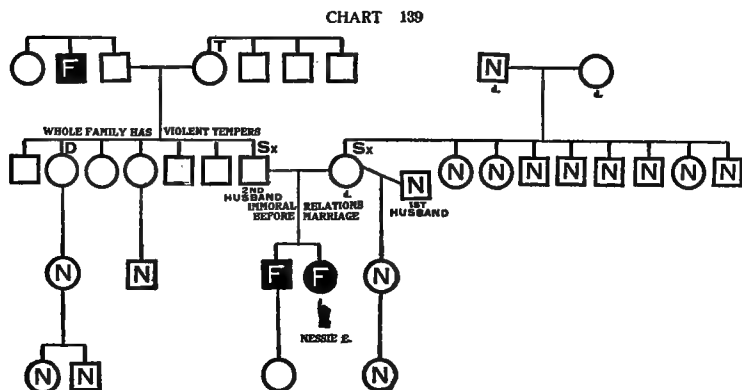 CHART 139
F T N
d. d.
WHOLE FAMILY HAS VIOLENT TEMPERS
D Sx Sx N N N N N N N N
d. N
2ND HUSBAND 1ST HUSBAND
IMMORAL RELATIONS
BEFORE MARRIAGE
N N F F N
NESSIE E.
N N N